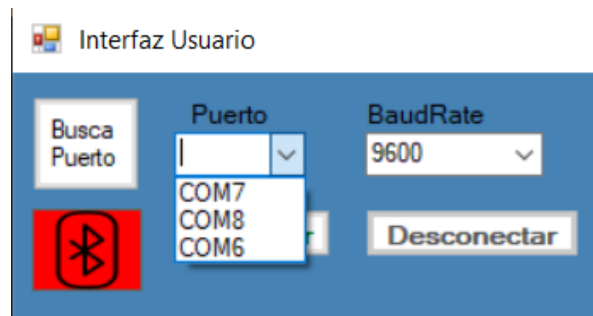 Interfaz Usuario
Busca
Puerto
Puerto
BaudRate
9600
COM7
COM8
COM6
Desconectar